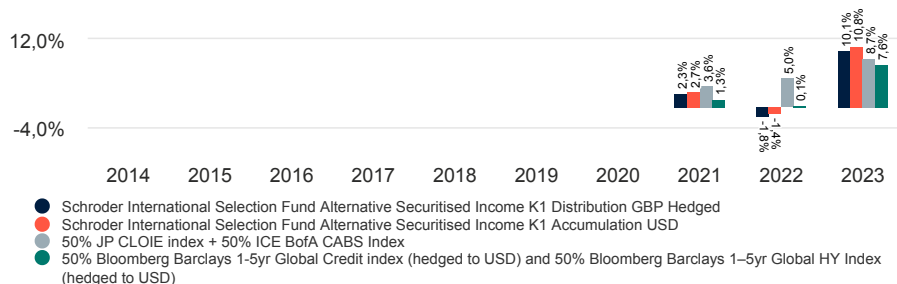 12,0%
-4,0%
2,3%
2,7%
3,6%
1,3%
-1,8%
-1,4%
5,0%
0,1%
10,1%
10,8%
8,7%
7,6%
2014 2015 2016 2017 2018 2019 2020 2021 2022 2023
Schroder International Selection Fund Alternative Securitised Income K1 Distribution GBP Hedged
Schroder International Selection Fund Alternative Securitised Income K1 Accumulation USD
50% JP CLOIE index + 50% ICE BofA CABS Index
50% Bloomberg Barclays 1-5yr Global Credit index (hedged to USD) and 50% Bloomberg Barclays 1–5yr Global HY Index
(hedged to USD)